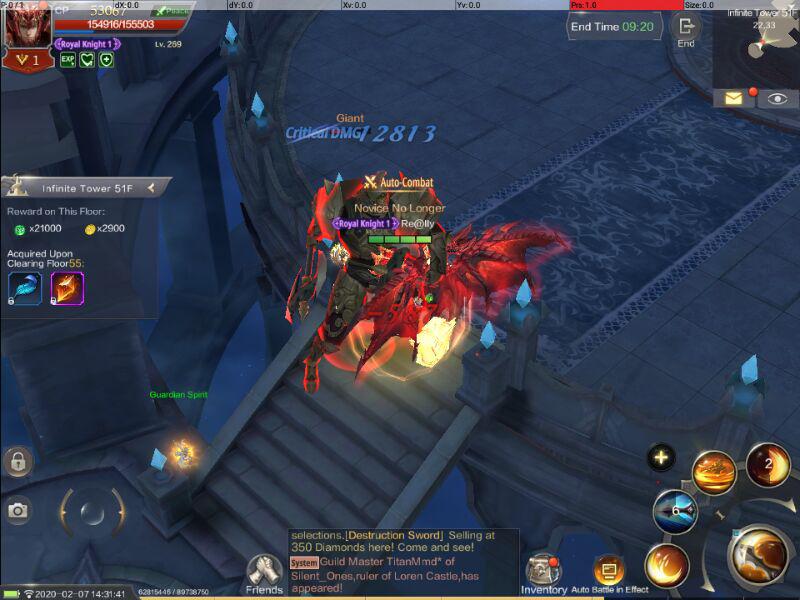 P:0 / 1 dX:0.0 dY:0.0 Xv:0.0 Yv:0.0 Prs:1.0 Size:0.0
CP 53067 Peace
154916/155503
Royal Knight 1 Lv.269
V 1 EXP
End Time 09:20
End
Infinite Tower 51F
22,33
Giant
Critical DMG 12813
Auto-Combat
Novice No Longer
Royal Knight 1 Re@lly
Infinite Tower 51F
Reward on This Floor:
x21000 x2900
Acquired Upon
Clearing Floor55:
Guardian Spirit
2
6
selections.[Destruction Sword] Selling at
350 Diamonds here! Come and see!
System Guild Master TitanMmd* of
Silent_Ones,ruler of Loren Castle,has
appeared!
Friends
Inventory
Auto Battle in Effect
2020-02-07 14:31:41
62815446 / 89738750